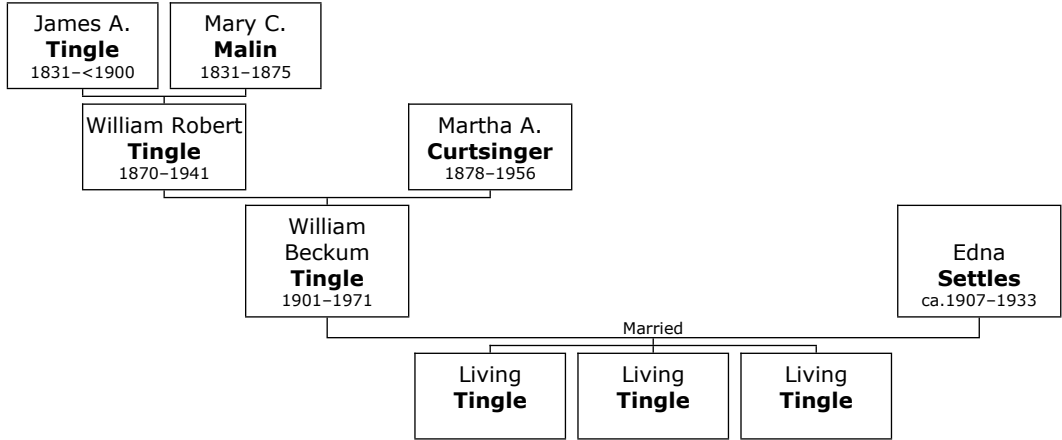 James A.
Tingle
1831–<1900
Mary C.
Malin
1831–1875
William Robert
Tingle
1870–1941
Martha A.
Curtsinger
1878–1956
William
Beckum
Tingle
1901–1971
Edna
Settles
ca.1907–1933
Married
Living
Tingle
Living
Tingle
Living
Tingle